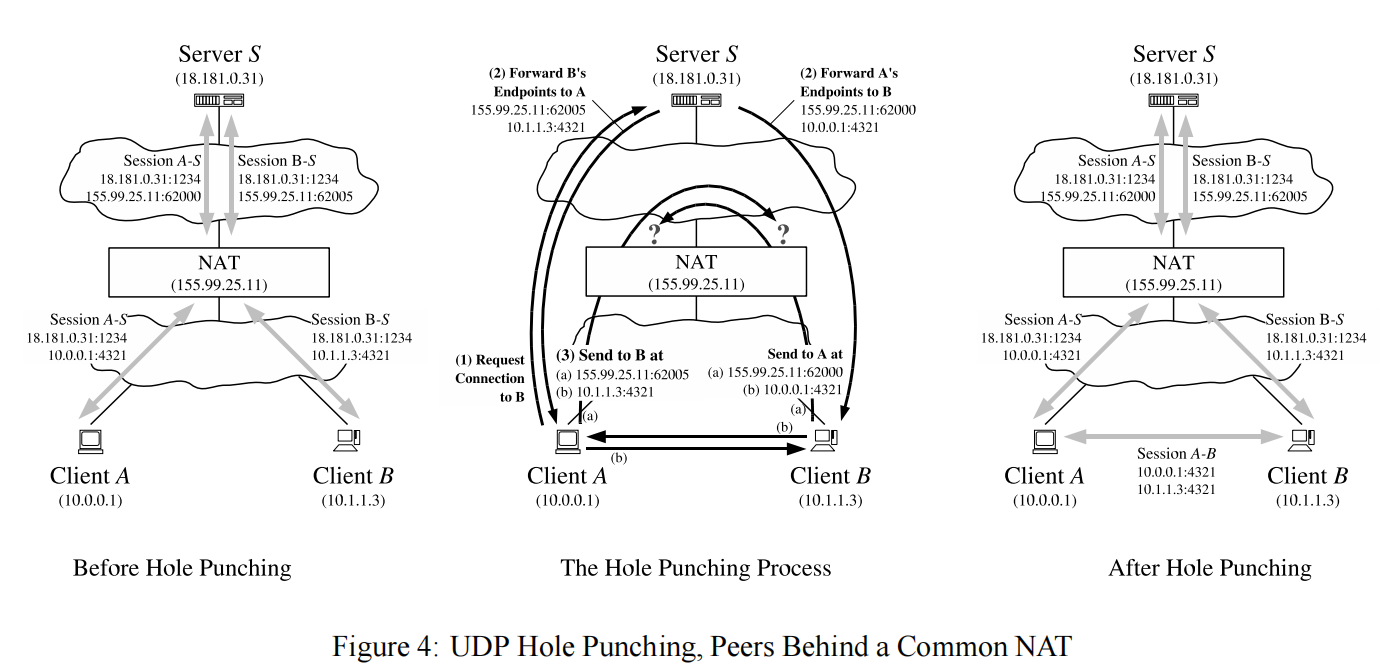 Server S
(18.181.0.31)
Session A-S
18.181.0.31:1234
155.99.25.11:62000
Session B-S
18.181.0.31:1234
155.99.25.11:62005
NAT
(155.99.25.11)
Session A-S
18.181.0.31:1234
10.0.0.1:4321
Session B-S
18.181.0.31:1234
10.1.1.3:4321
Client A
(10.0.0.1)
Client B
(10.1.1.3)
Before Hole Punching
Server S
(18.181.0.31)
(2) Forward B's
Endpoints to A
155.99.25.11:62005
10.1.1.3:4321
(2) Forward A's
Endpoints to B
155.99.25.11:62000
10.0.0.1:4321
?
?
NAT
(155.99.25.11)
(1) Request
Connection
to B
(3) Send to B at
(a) 155.99.25.11:62005
(b) 10.1.1.3:4321
Send to A at
(a) 155.99.25.11:62000
(b) 10.0.0.1:4321
(a)
(a)
(b)
(b)
Client A
(10.0.0.1)
Client B
(10.1.1.3)
The Hole Punching Process
Server S
(18.181.0.31)
Session A-S
18.181.0.31:1234
155.99.25.11:62000
Session B-S
18.181.0.31:1234
155.99.25.11:62005
NAT
(155.99.25.11)
Session A-S
18.181.0.31:1234
10.0.0.1:4321
Session B-S
18.181.0.31:1234
10.1.1.3:4321
Session A-B
10.0.0.1:4321
10.1.1.3:4321
Client A
(10.0.0.1)
Client B
(10.1.1.3)
After Hole Punching
Figure 4: UDP Hole Punching, Peers Behind a Common NAT